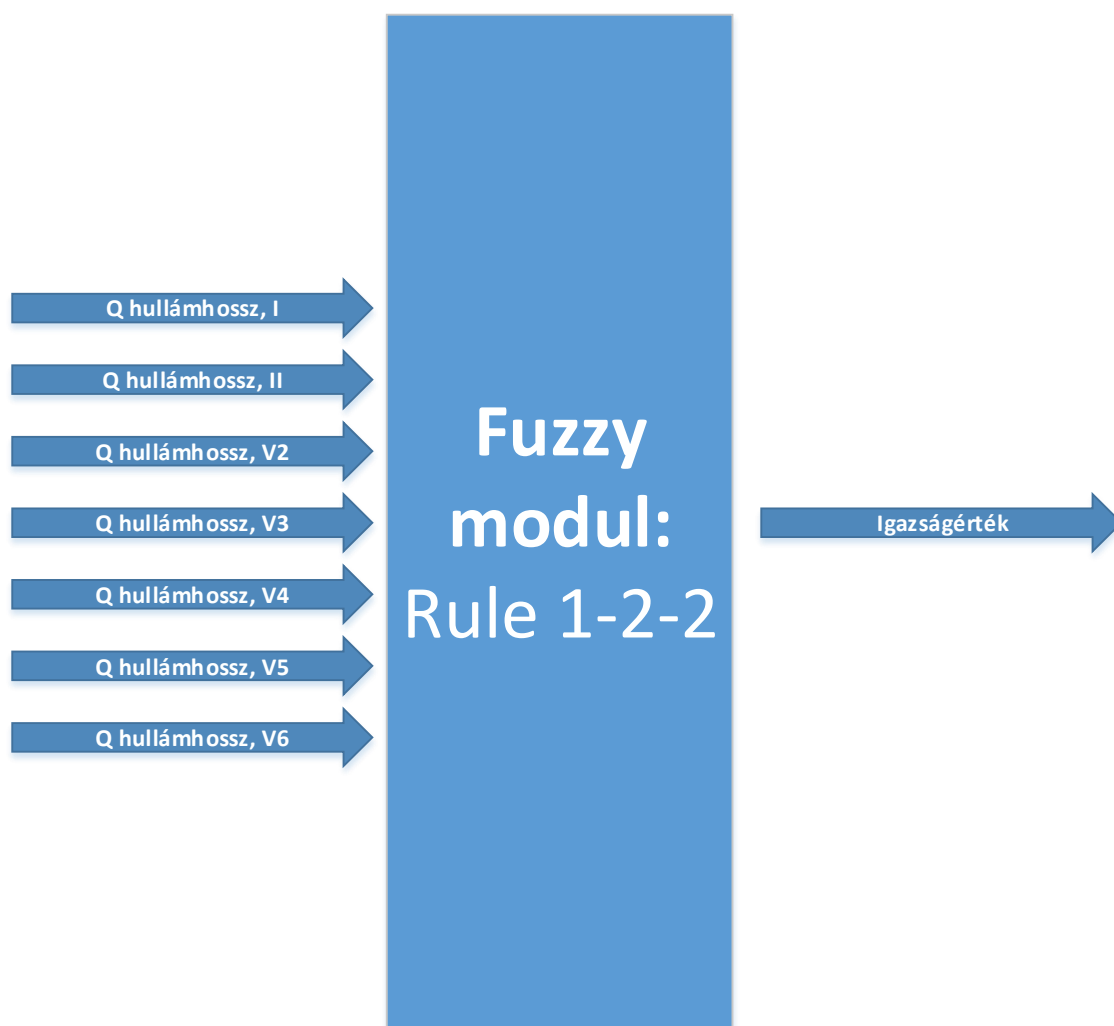 Q hullámhossz, I
Q hullámhossz, II
Q hullámhossz, V2
Q hullámhossz, V3
Q hullámhossz, V4
Q hullámhossz, V5
Q hullámhossz, V6
Fuzzy
modul:
Rule 1-2-2
Igazságérték